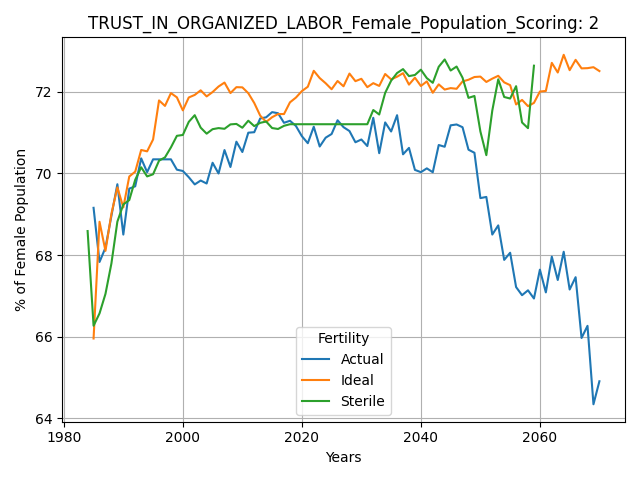 TRUST_IN_ORGANIZED_LABOR_Female_Population_Scoring: 2
% of Female Population
72
70
68
66
64
1980
2000
2020
2040
2060
Years
Fertility
Actual
Ideal
Sterile